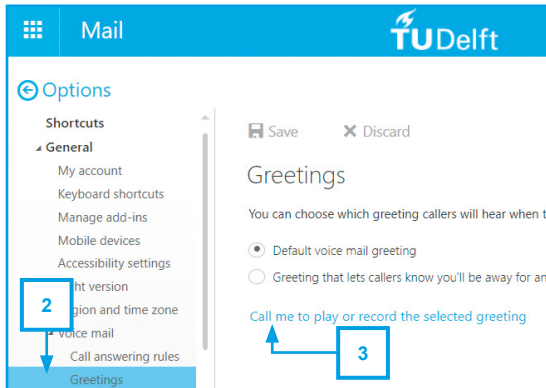 Mail
TUDelft
Options
Shortcuts
General
My account
Keyboard shortcuts
Manage add-ins
Mobile devices
Accessibility settings
ht version
gion and time zone
Voice mail
Call answering rules
Greetings
2
Save
Discard
Greetings
You can choose which greeting callers will hear when t
Default voice mail greeting
Greeting that lets callers know you'll be away for an
Call me to play or record the selected greeting
3